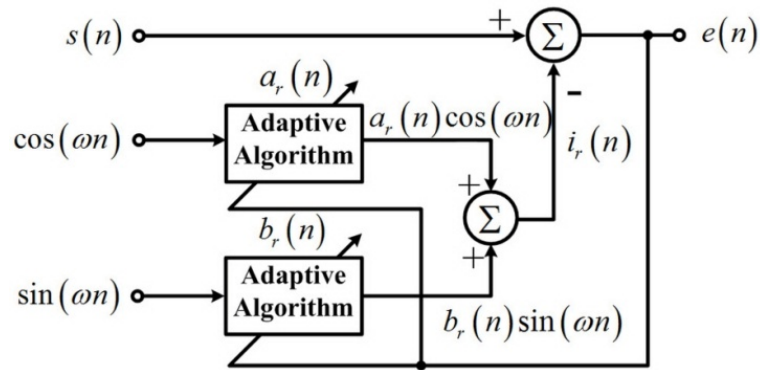 s(n)
+
Σ
e(n)
a_r(n)
-
cos(ωn)
Adaptive
Algorithm
a_r(n)cos(ωn)
i_r(n)
+
Σ
b_r(n)
+
sin(ωn)
Adaptive
Algorithm
b_r(n)sin(ωn)